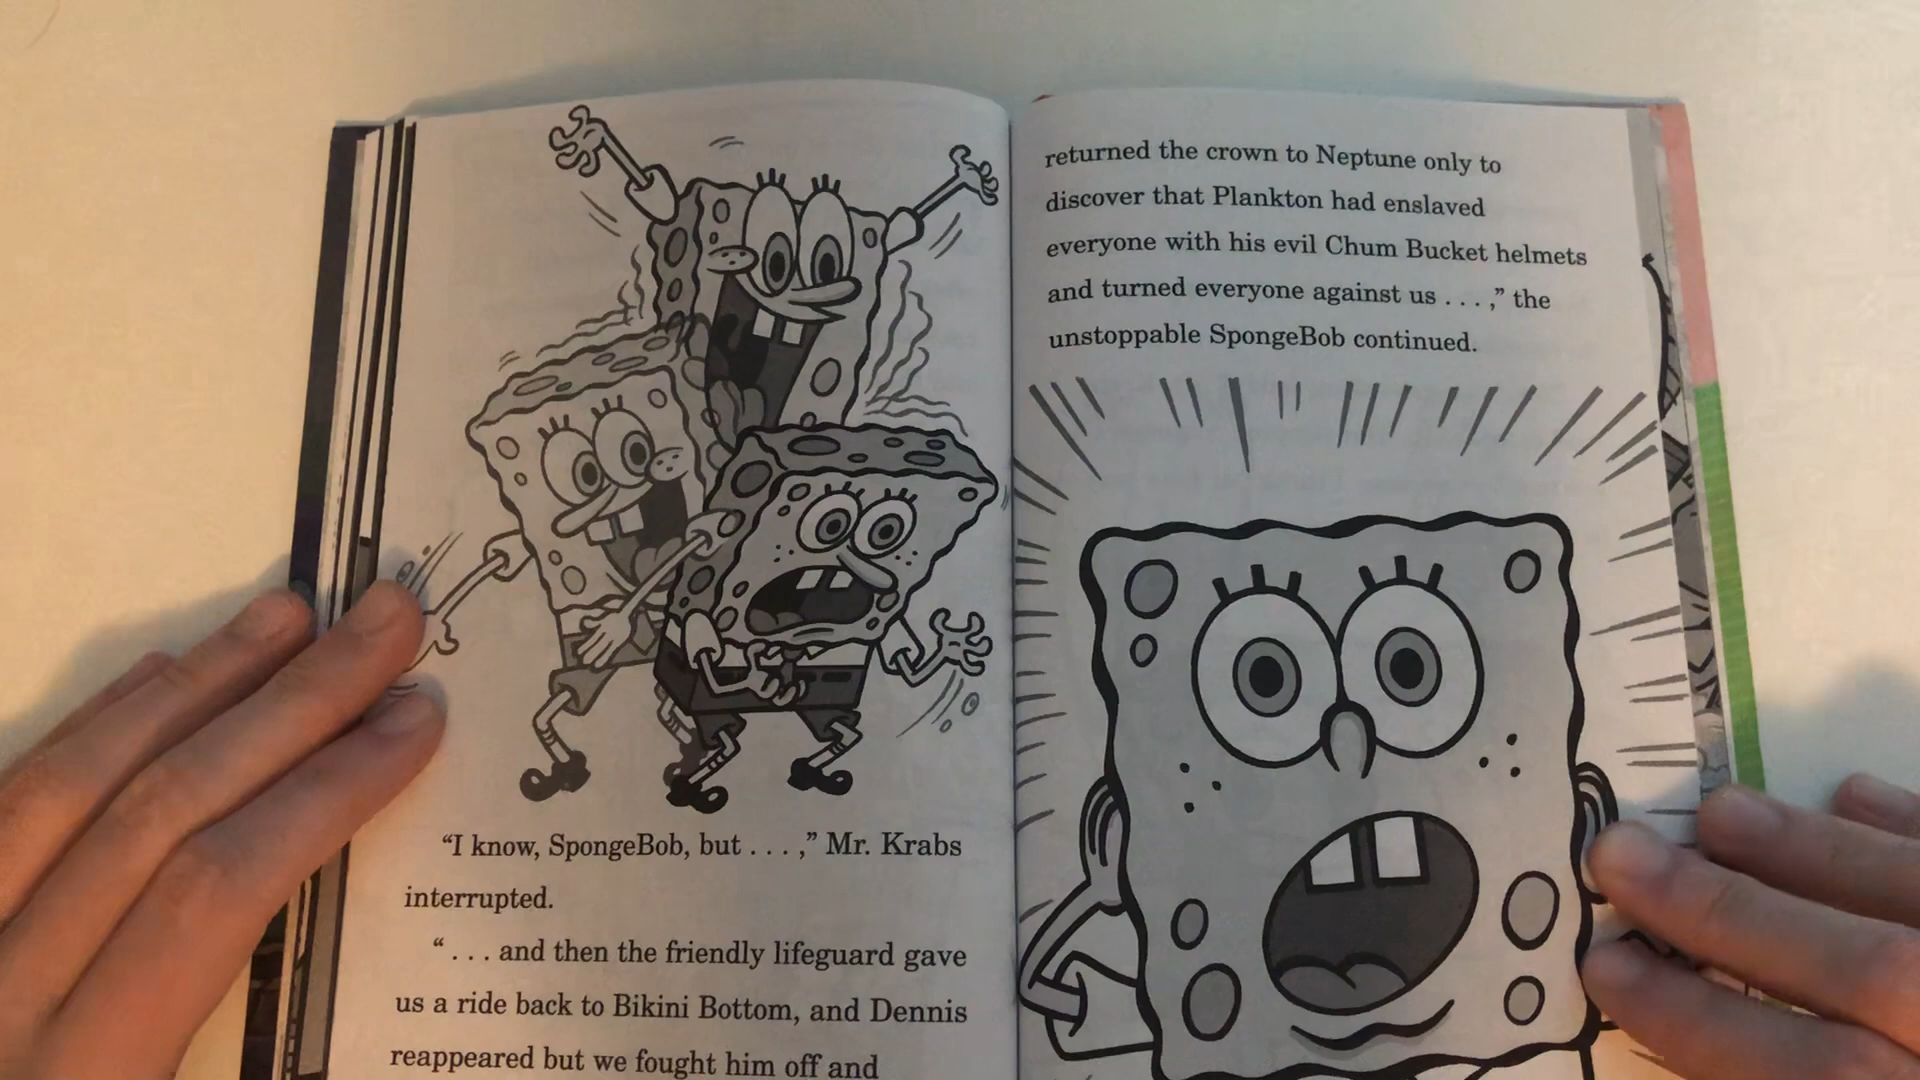 “I know, SpongeBob, but . . . ,” Mr. Krabs
interrupted.
“ . . . and then the friendly lifeguard gave
us a ride back to Bikini Bottom, and Dennis
reappeared but we fought him off and
returned the crown to Neptune only to
discover that Plankton had enslaved
everyone with his evil Chum Bucket helmets
and turned everyone against us . . . ,” the
unstoppable SpongeBob continued.